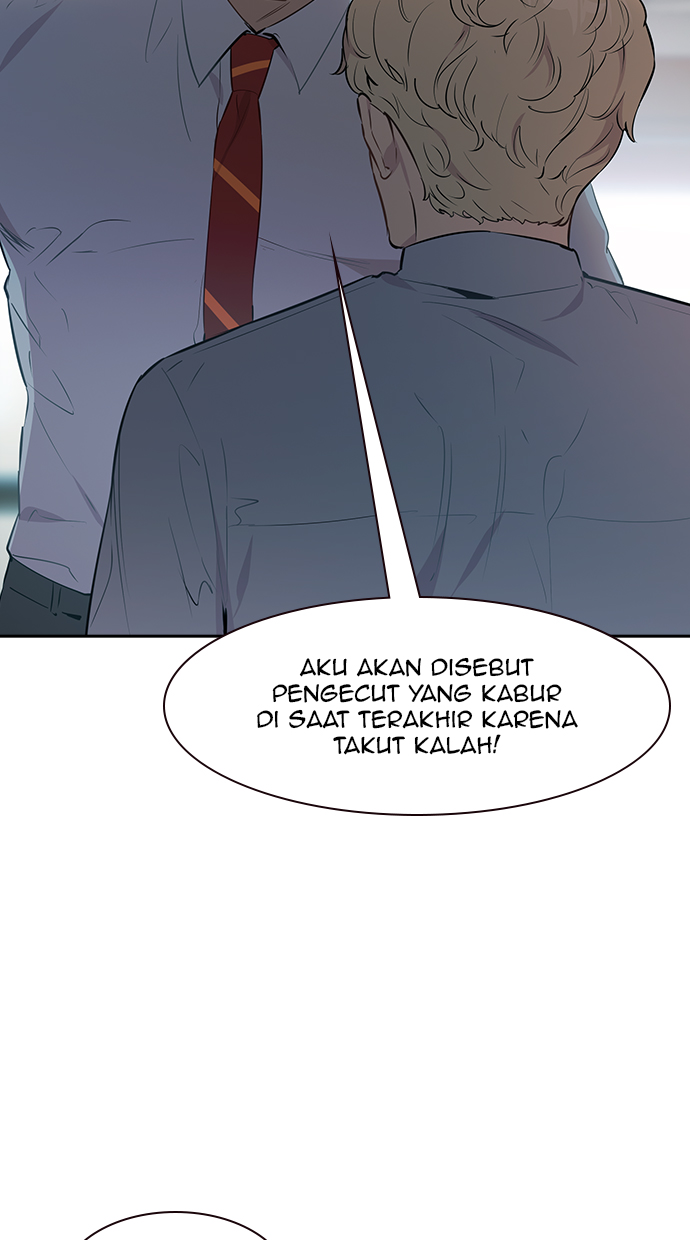 AKU AKAN DISEBUT
PENGECUT YANG KABUR
DI SAAT TERAKHIR KARENA
TAKUT KALAH!